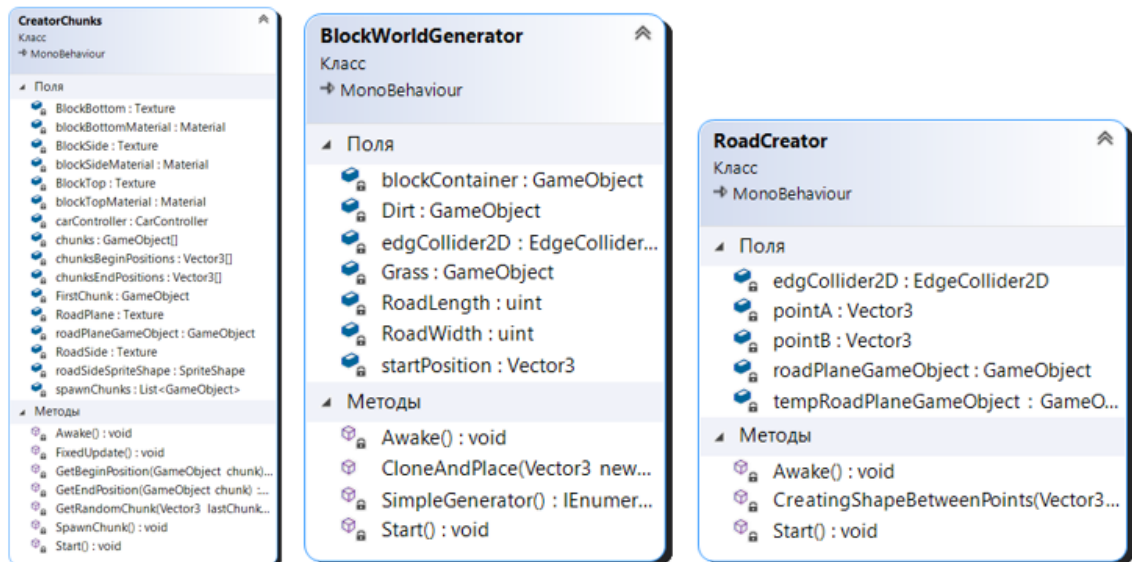 CreatorChunks
Класс
MonoBehaviour
Поля
BlockBottom : Texture
blockBottomMaterial : Material
BlockSide : Texture
blockSideMaterial : Material
BlockTop : Texture
blockTopMaterial : Material
carController : CarController
chunks : GameObject[]
chunksBeginPositions : Vector3[]
chunksEndPositions : Vector3[]
FirstChunk : GameObject
RoadPlane : Texture
roadPlaneGameObject : GameObject
RoadSide : Texture
roadSideSpriteShape : SpriteShape
spawnChunks : List<GameObject>
Методы
Awake() : void
FixedUpdate() : void
GetBeginPosition(GameObject chunk)...
GetEndPosition(GameObject chunk) :...
GetRandomChunk(Vector3 lastChunk...
SpawnChunk() : void
Start() : void
BlockWorldGenerator
Класс
MonoBehaviour
Поля
blockContainer : GameObject
Dirt : GameObject
edgCollider2D : EdgeCollider...
Grass : GameObject
RoadLength : uint
RoadWidth : uint
startPosition : Vector3
Методы
Awake() : void
CloneAndPlace(Vector3 new...
SimpleGenerator() : IEnumer...
Start() : void
RoadCreator
Класс
MonoBehaviour
Поля
edgCollider2D : EdgeCollider2D
pointA : Vector3
pointB : Vector3
roadPlaneGameObject : GameObject
tempRoadPlaneGameObject : GameO...
Методы
Awake() : void
CreatingShapeBetweenPoints(Vector3...
Start() : void